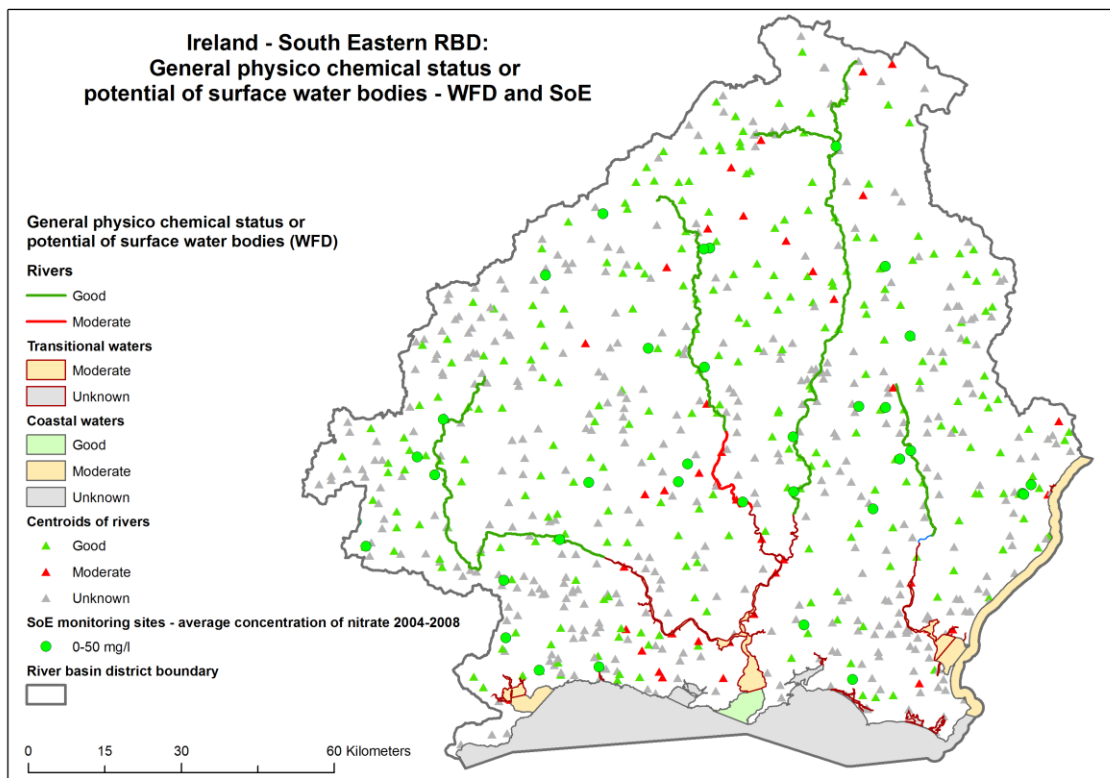 Ireland - South Eastern RBD:
General physico chemical status or
potential of surface water bodies - WFD and SoE
General physico chemical status or
potential of surface water bodies (WFD)
Rivers
Good
Moderate
Transitional waters
Moderate
Unknown
Coastal waters
Good
Moderate
Unknown
Centroids of rivers
Good
Moderate
Unknown
SoE monitoring sites - average concentration of nitrate 2004-2008
0-50 mg/l
River basin district boundary
0 15 30 60 Kilometers